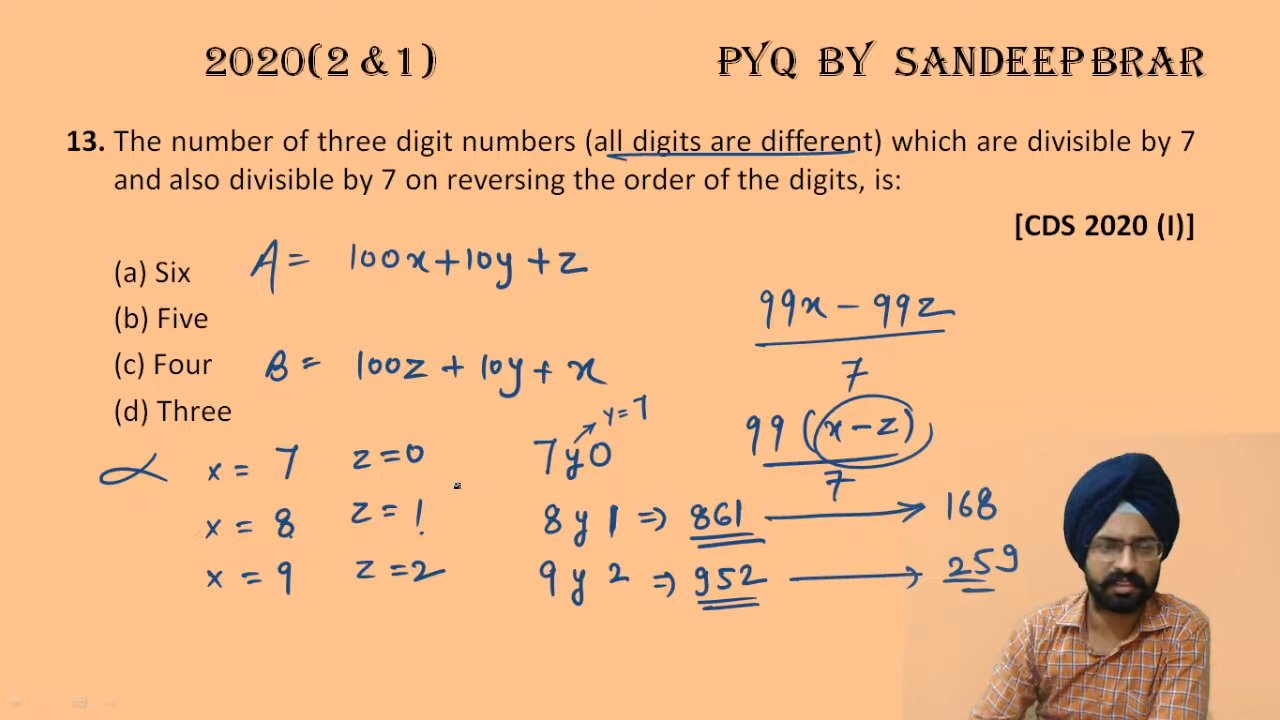 2020(2 & 1)
PYQ BY SANDEEP BRAR
13. The number of three digit numbers (all digits are different) which are divisible by 7
and also divisible by 7 on reversing the order of the digits, is:
[CDS 2020 (I)]
(a) Six
A = 100x+10y+z
(b) Five
99x - 99z
7
(c) Four
B = 100z + 10y + x
(d) Three
99 (x-z)
7
x = 7 z=0 7y0 y=7
x = 8 z=1 8y1 ⇒ 861 → 168
x = 9 z=2 9y2 ⇒ 952 → 259